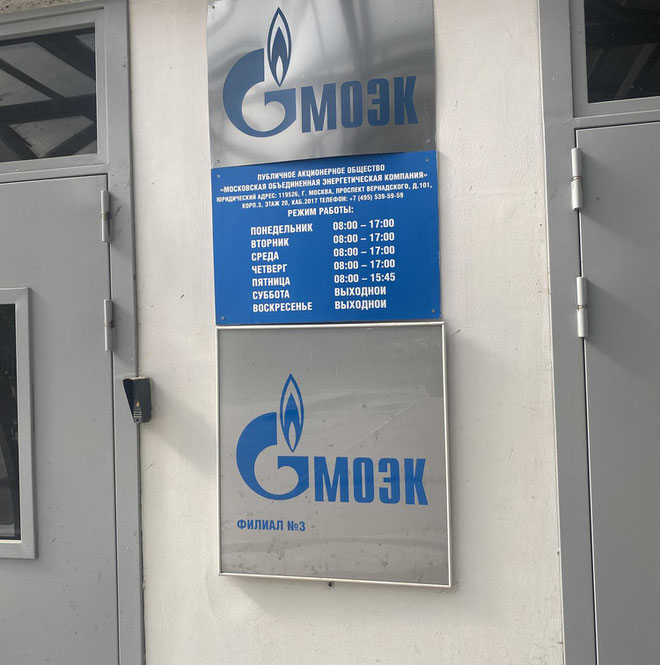 МОЭК
ПУБЛИЧНОЕ АКЦИОНЕРНОЕ ОБЩЕСТВО
«МОСКОВСКАЯ ОБЪЕДИНЕННАЯ ЭНЕРГЕТИЧЕСКАЯ КОМПАНИЯ»
ЮРИДИЧЕСКИЙ АДРЕС: 119526, Г. МОСКВА, ПРОСПЕКТ ВЕРНАДСКОГО, Д.101,
КОРП.3, ЭТАЖ 20, КАБ.2017 ТЕЛЕФОН: +7 (495) 539-59-59
РЕЖИМ РАБОТЫ:
ПОНЕДЕЛЬНИК 08:00 – 17:00
ВТОРНИК 08:00 – 17:00
СРЕДА 08:00 – 17:00
ЧЕТВЕРГ 08:00 – 17:00
ПЯТНИЦА 08:00 – 15:45
СУББОТА ВЫХОДНОЙ
ВОСКРЕСЕНЬЕ ВЫХОДНОЙ
МОЭК
ФИЛИАЛ №3